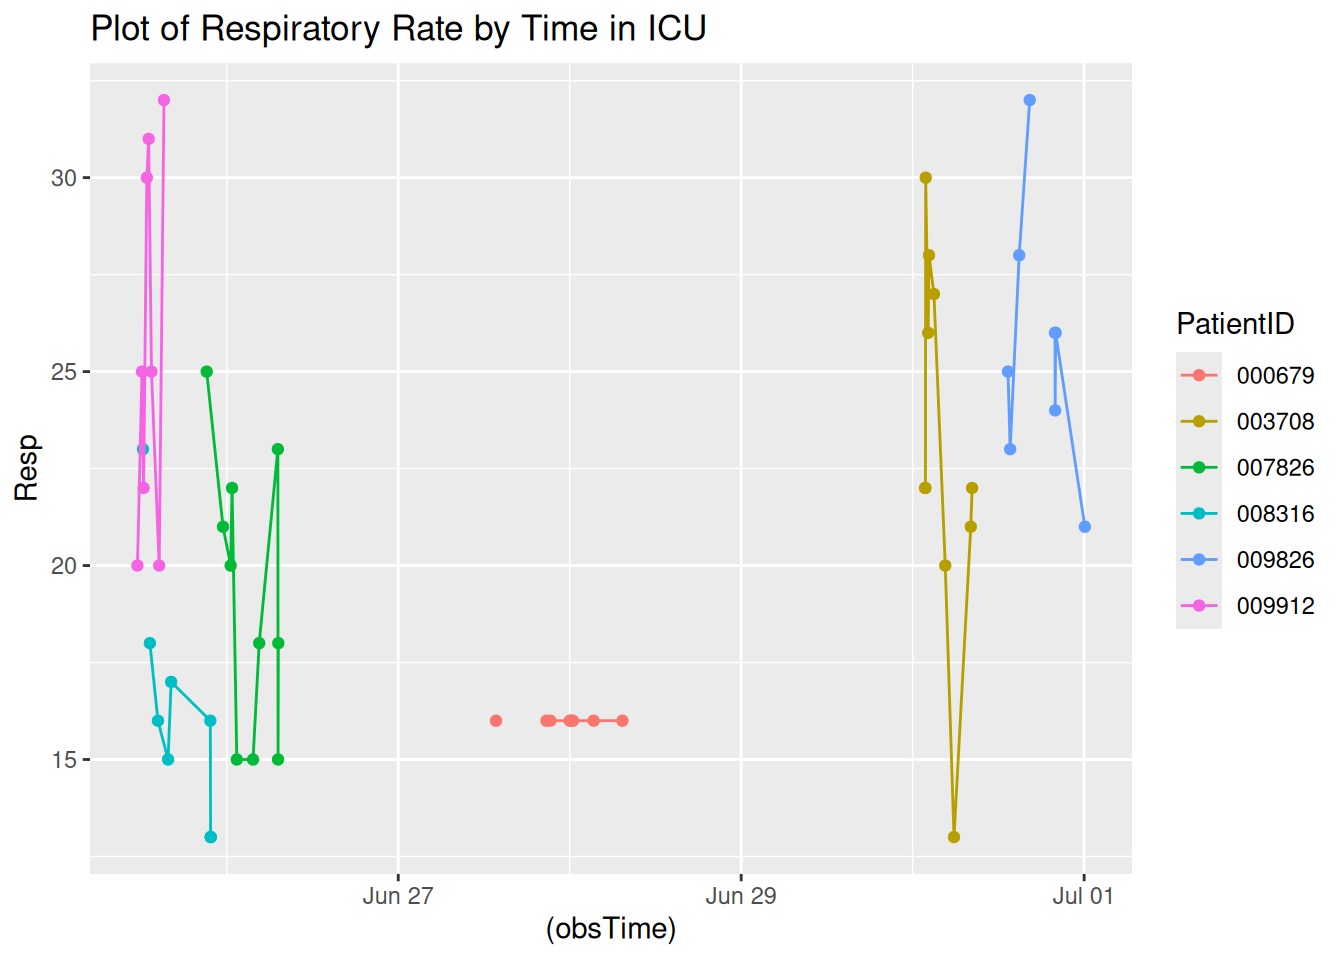 Plot of Respiratory Rate by Time in ICU
30
25
20
15
Resp
Jun 27
Jun 29
Jul 01
(obsTime)
PatientID
000679
003708
007826
008316
009826
009912